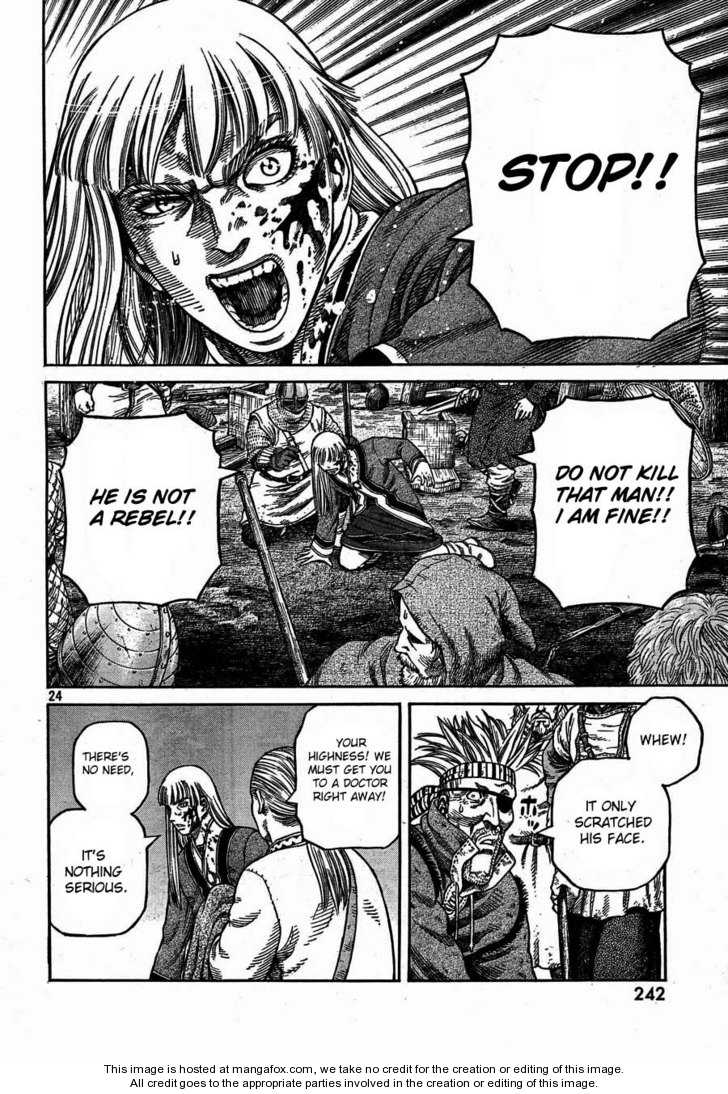 STOP!!
DO NOT KILL
THAT MAN!!
I AM FINE!!
HE IS NOT
A REBEL!!
24
WHEW!
IT ONLY
SCRATCHED
HIS FACE.
ホッ
YOUR
HIGHNESS! WE
MUST GET YOU
TO A DOCTOR
RIGHT AWAY!
THERE'S
NO NEED,
IT'S
NOTHING
SERIOUS.
242
This image is hosted at mangafox.com, we take no credit for the creation or editing of this image.
All credit goes to the appropriate parties involved in the creation or editing of this image.